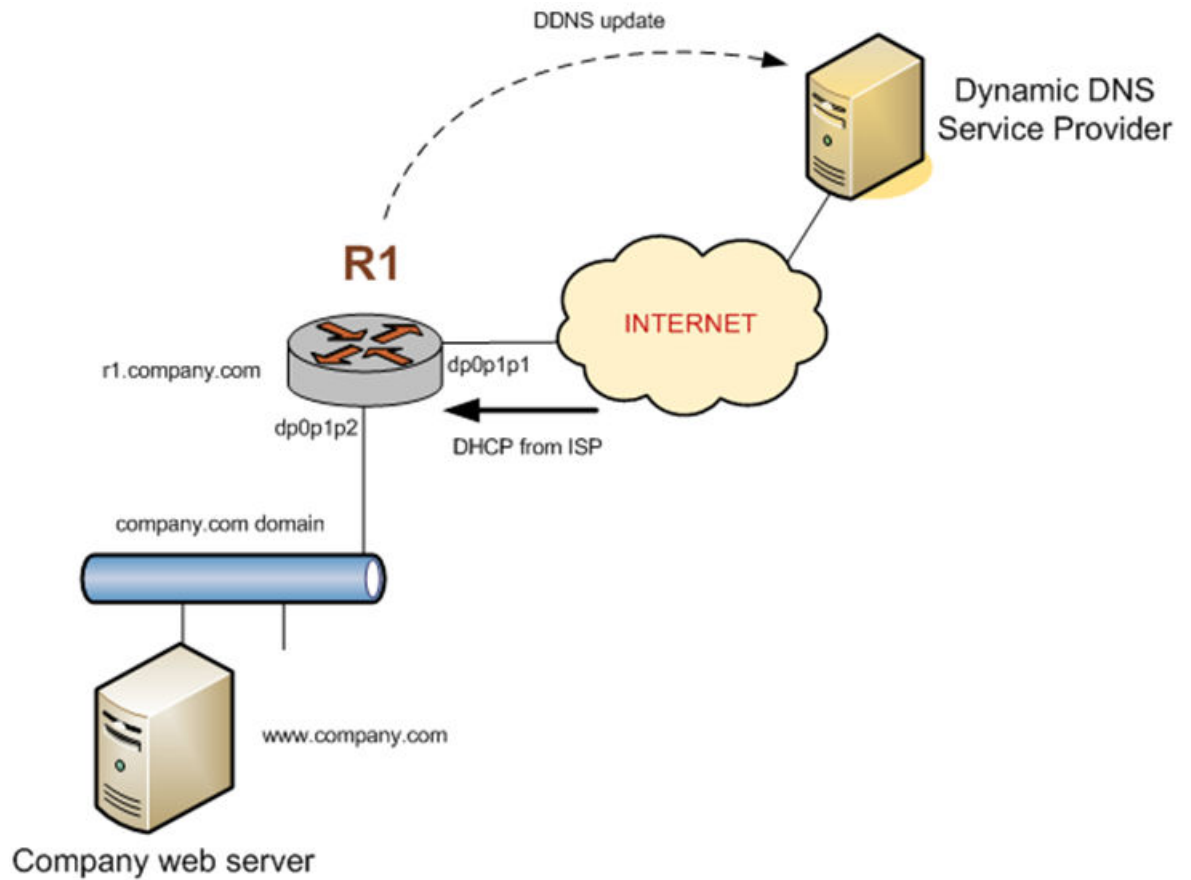 DDNS update
Dynamic DNS
Service Provider
R1
INTERNET
r1.company.com
dp0p1p1
dp0p1p2
DHCP from ISP
company.com domain
www.company.com
Company web server